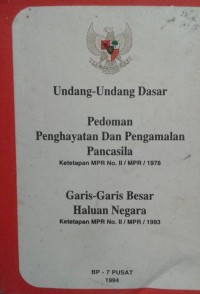 Undang-Undang Dasar
Pedoman
Penghayatan Dan Pengamalan
Pancasila
Ketetapan MPR No. II / MPR / 1978
Garis-Garis Besar
Haluan Negara
Ketetapan MPR No. II / MPR / 1993
BP - 7 PUSAT
1994